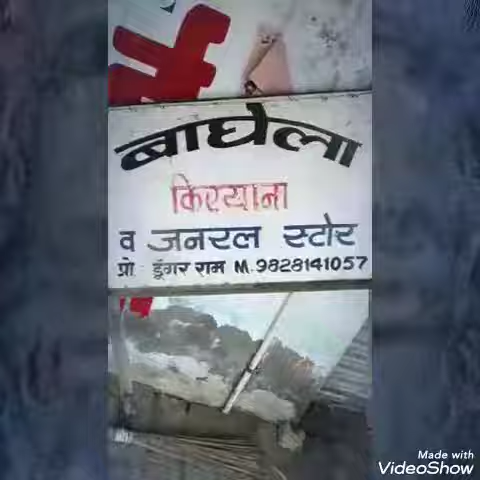 बाघेला
किरयाना
व जनरल स्टोर
प्रो डूंगर राम M.9828141057
Made with
VideoShow